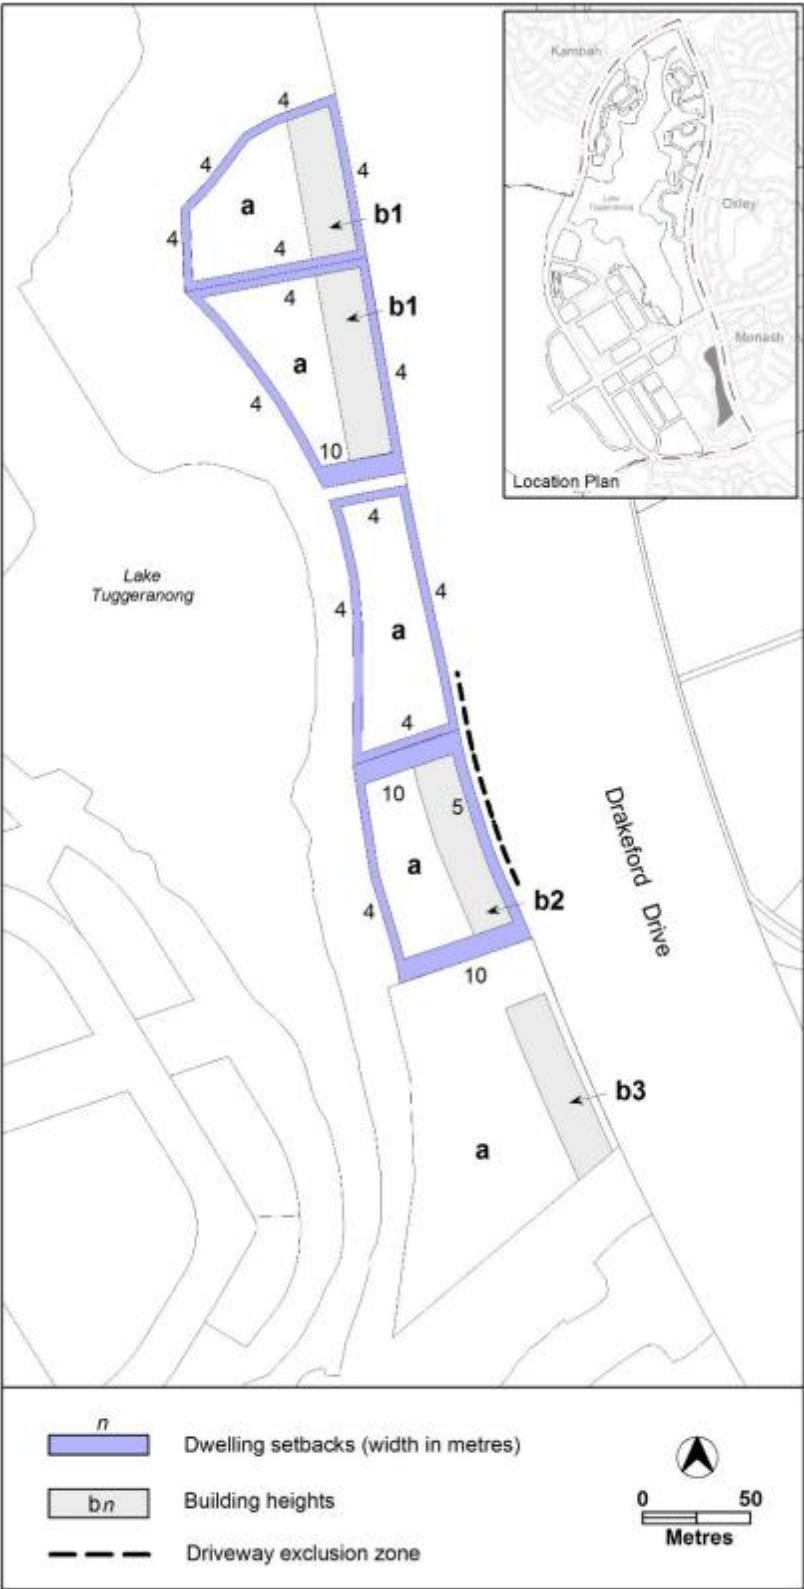 Kambah
Lake
Tuggeranong
Oxley
Monash
Location Plan
4
4
4
a
b1
4
4
4
b1
a
4
4
10
4
4
Lake
Tuggeranong
4
a
4
10
5
a
b2
4
10
Drakeford Drive
b3
a
n
Dwelling setbacks (width in metres)
bn
Building heights
Driveway exclusion zone
0 50
Metres